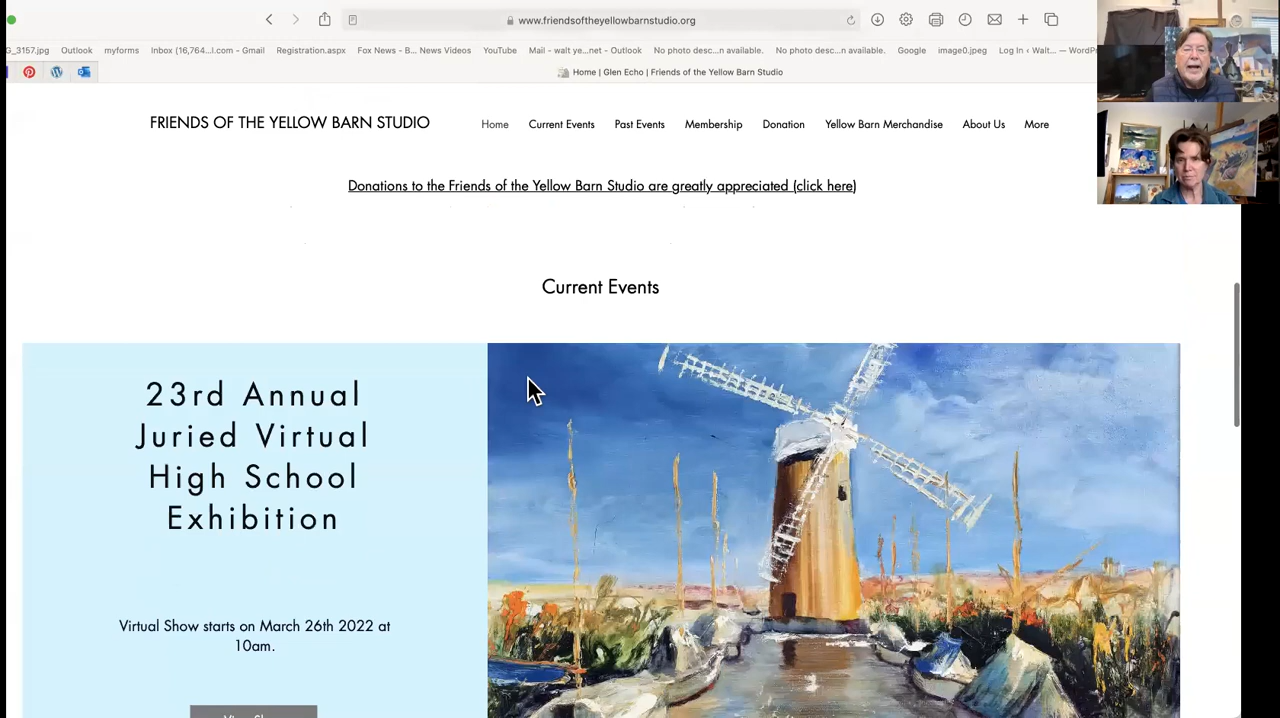 www.friendsoftheyellowbarnstudio.org
G_3157.jpg Outlook myforms Inbox (16,764...l.com – Gmail Registration.aspx Fox News - B... News Videos YouTube Mail - walt ye...net - Outlook No photo desc...n available. No photo desc...n available. Google image0.jpeg Log In ‹ Walt... — WordP
Home | Glen Echo | Friends of the Yellow Barn Studio
FRIENDS OF THE YELLOW BARN STUDIO
Home Current Events Past Events Membership Donation Yellow Barn Merchandise About Us More
Donations to the Friends of the Yellow Barn Studio are greatly appreciated (click here)
Current Events
23rd Annual
Juried Virtual
High School
Exhibition
Virtual Show starts on March 26th 2022 at
10am.